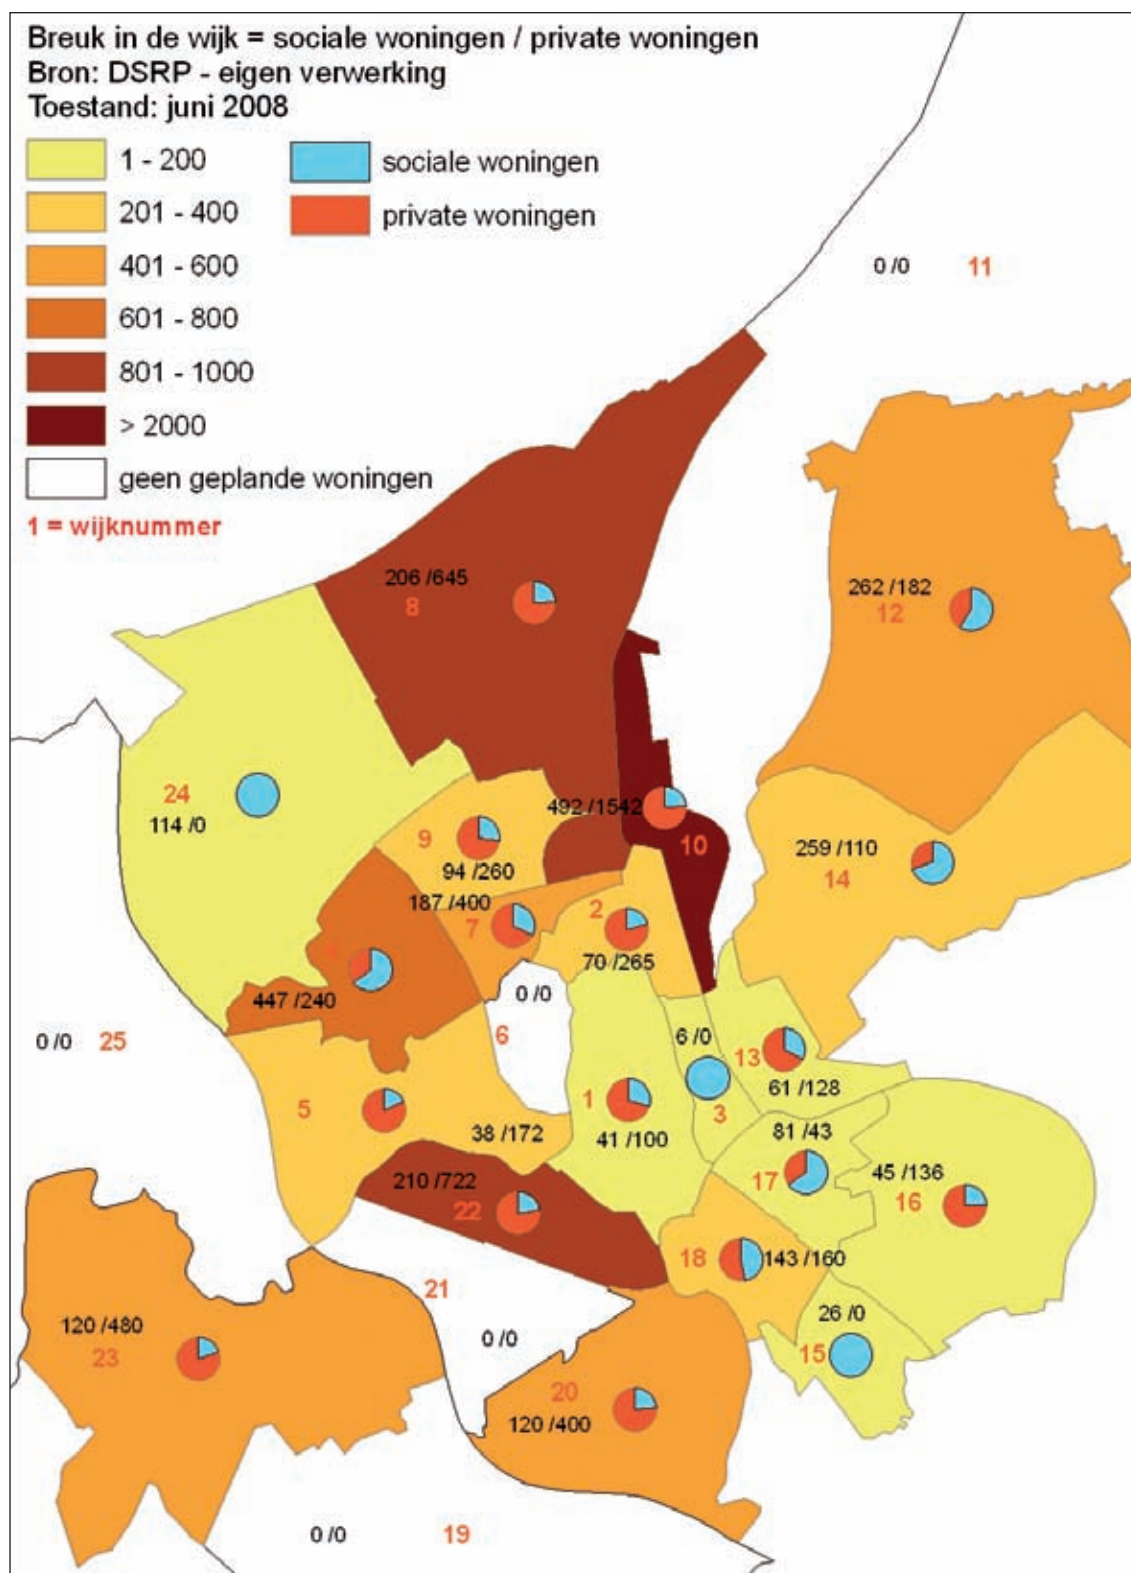 Breuk in de wijk = sociale woningen / private woningen
Bron: DSRP - eigen verwerking
Toestand: juni 2008
1 - 200
sociale woningen
201 - 400
private woningen
401 - 600
601 - 800
801 - 1000
> 2000
geen geplande woningen
1 = wijknummer
0 /0 11
206 /645
8
262 /182
12
24
114 /0
492 /1542
10
9
94 /260
259 /110
14
187 /400
7
2
70 /265
447 /240
0 /0
6
0 /0 25
6 /0
3
13
61 /128
5
38 /172
1
41 /100
81 /43
17
45 /136
16
210 /722
22
18
143 /160
21
0 /0
26 /0
15
120 /480
23
20
120 /400
0 /0 19